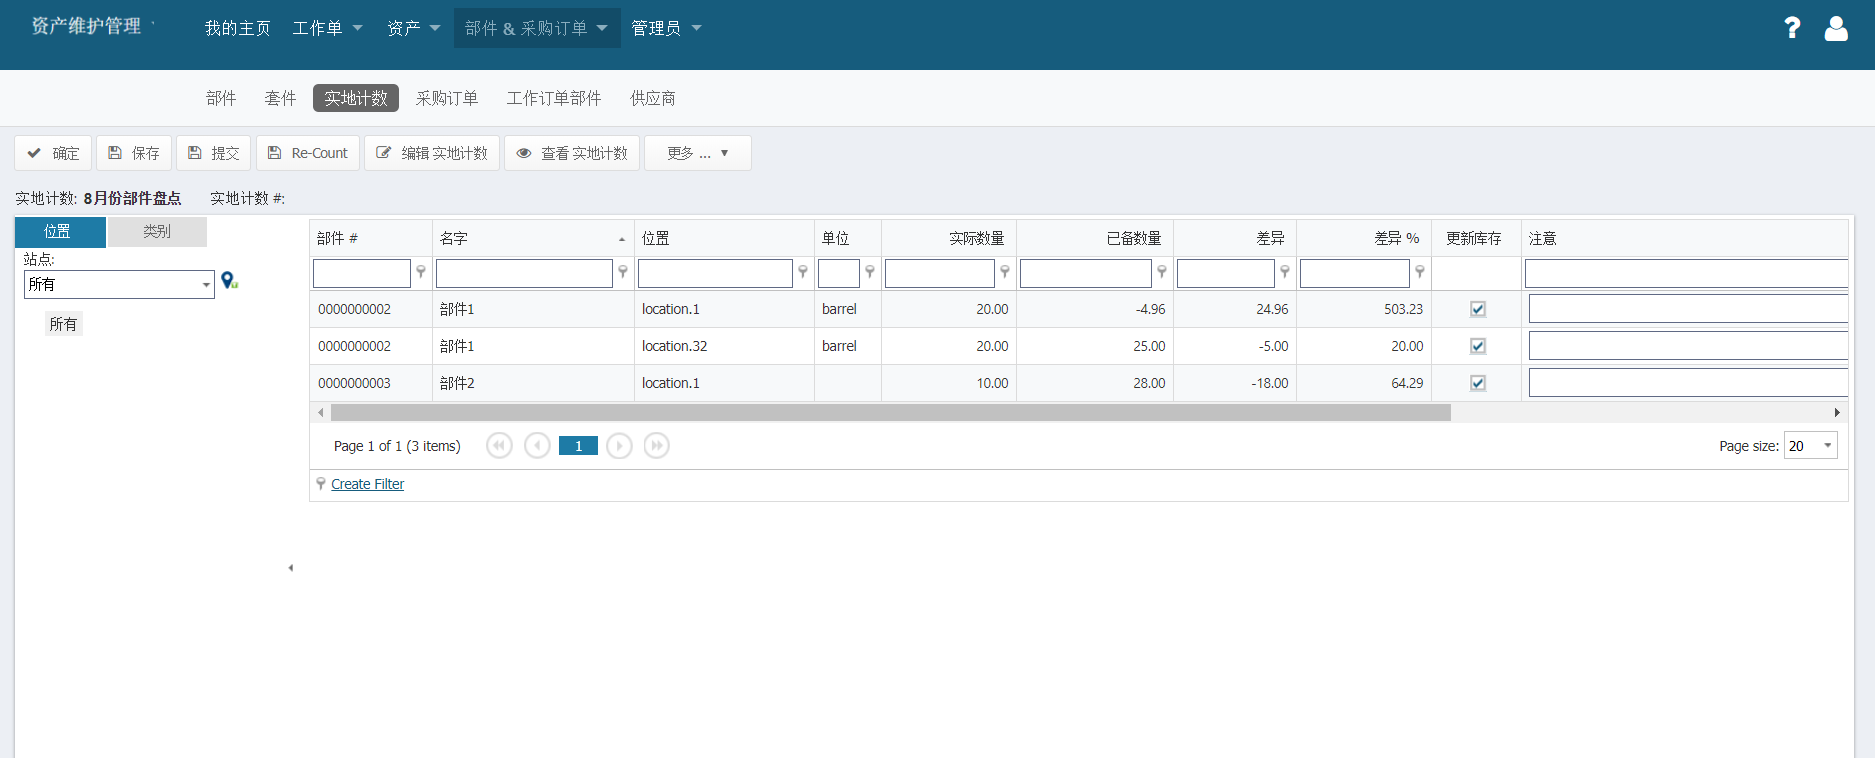 资产维护管理 我的主页 工作单 资产 部件 & 采购订单 管理员
部件 套件 实地计数 采购订单 工作订单部件 供应商
确定 保存 提交 Re-Count 编辑 实地计数 查看 实地计数 更多 ...
实地计数: 8月份部件盘点 实地计数 #:
位置 类别
站点:
所有
所有
部件 # 名字 位置 单位 实际数量 已备数量 差异 差异 % 更新库存 注意
0000000002 部件1 location.1 barrel 20.00 -4.96 24.96 503.23
0000000002 部件1 location.32 barrel 20.00 25.00 -5.00 20.00
0000000003 部件2 location.1 10.00 28.00 -18.00 64.29
Page 1 of 1 (3 items) 1 Page size: 20
Create Filter